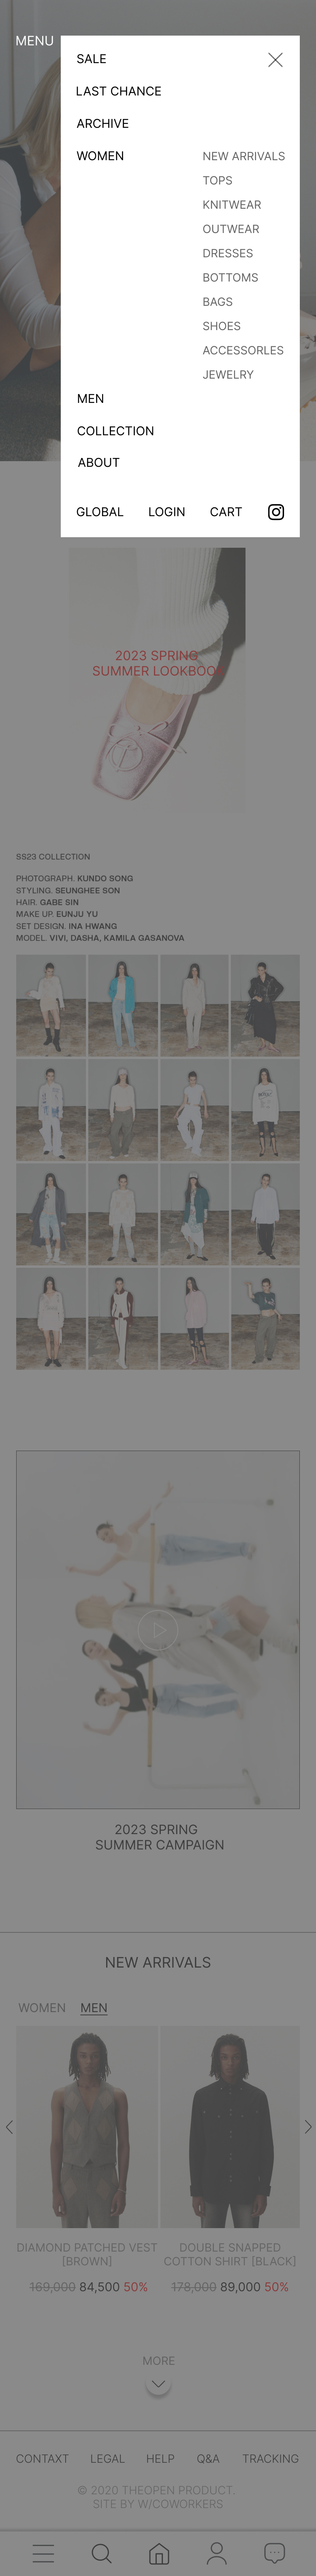 MENU
SALE
LAST CHANCE
ARCHIVE
WOMEN
NEW ARRIVALS
TOPS
KNITWEAR
OUTWEAR
DRESSES
BOTTOMS
BAGS
SHOES
ACCESSORLES
JEWELRY
MEN
COLLECTION
ABOUT
GLOBAL LOGIN CART
2023 SPRING
SUMMER LOOKBOOK
SS23 COLLECTION
PHOTOGRAPH. KUNDO SONG
STYLING. SEUNGHEE SON
HAIR. GABE SIN
MAKE UP. EUNJU YU
SET DESIGN. INA HWANG
MODEL. VIVI, DASHA, KAMILA GASANOVA
2023 SPRING
SUMMER CAMPAIGN
NEW ARRIVALS
WOMEN MEN
DIAMOND PATCHED VEST
[BROWN]
169,000 84,500 50%
DOUBLE SNAPPED
COTTON SHIRT [BLACK]
178,000 89,000 50%
MORE
CONTAXT LEGAL HELP Q&A TRACKING
© 2020 THEOPEN PRODUCT.
SITE BY W/COWORKERS